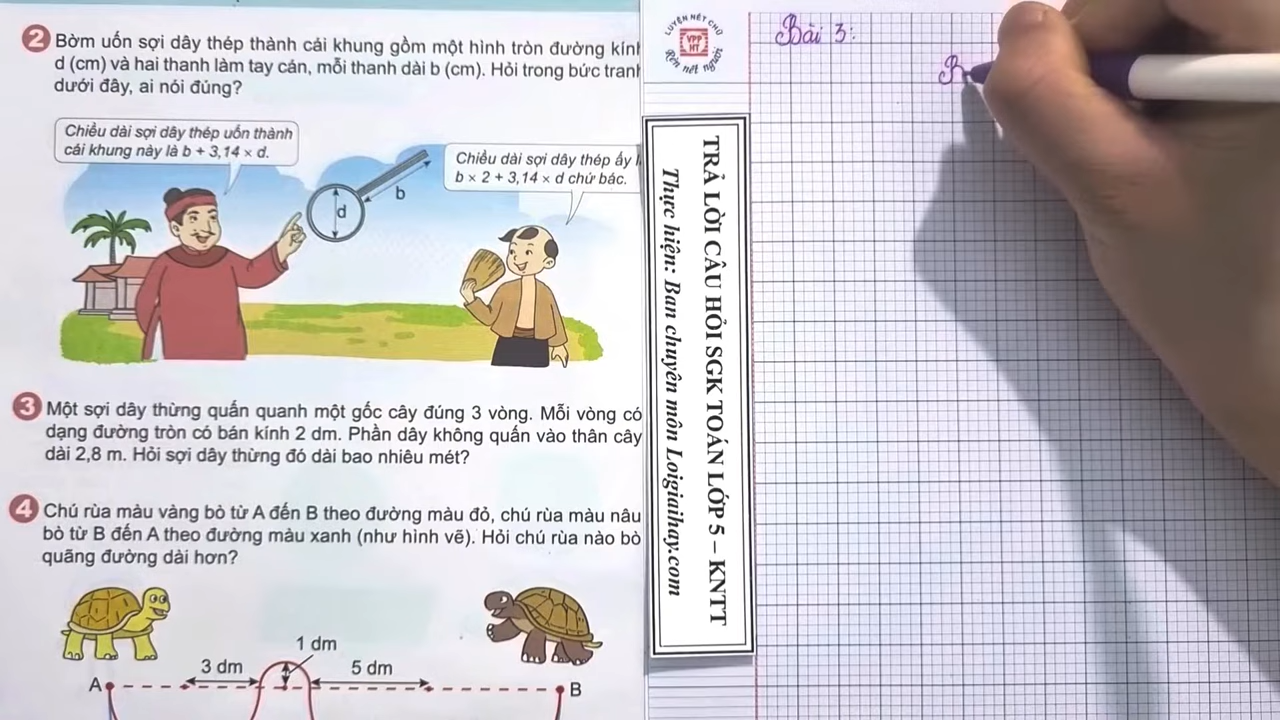 2 Bờm uốn sợi dây thép thành cái khung gồm một hình tròn đường kính
d (cm) và hai thanh làm tay cán, mỗi thanh dài b (cm). Hỏi trong bức tranh
dưới đây, ai nói đúng?
Chiều dài sợi dây thép uốn thành
cái khung này là b + 3,14 × d.
Chiều dài sợi dây thép ấy l
b × 2 + 3,14 × d chứ bác.
d
b
3 Một sợi dây thừng quấn quanh một gốc cây đúng 3 vòng. Mỗi vòng có
dạng đường tròn có bán kính 2 dm. Phần dây không quấn vào thân cây
dài 2,8 m. Hỏi sợi dây thừng đó dài bao nhiêu mét?
4 Chú rùa màu vàng bò từ A đến B theo đường màu đỏ, chú rùa màu nâu
bò từ B đến A theo đường màu xanh (như hình vẽ). Hỏi chú rùa nào bò
quãng đường dài hơn?
1 dm
3 dm
5 dm
A
B
LUYỆN NÉT CHỮ
VPP
HT
Rèn nết người
TRẢ LỜI CÂU HỎI SGK TOÁN LỚP 5 – KNTT
Thực hiện: Ban chuyên môn Loigiaihay.com
Bài 3: